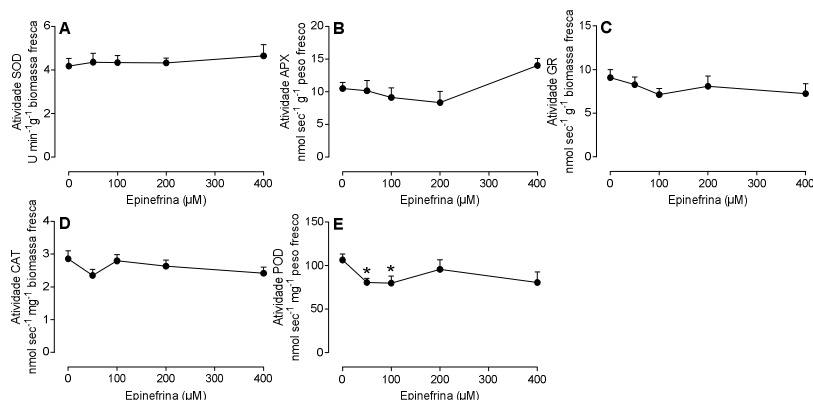 A
Atividade SOD
U min⁻¹g⁻¹ biomassa fresca
6
4
2
0
0 100 200 300 400
Epinefrina (µM)
B
Atividade APX
nmol sec⁻¹ g⁻¹ peso fresco
20
15
10
5
0
0 100 200 300 400
Epinefrina (µM)
C
Atividade GR
nmol sec⁻¹ g⁻¹ biomassa fresca
15
10
5
0
0 100 200 300 400
Epinefrina (µM)
D
Atividade CAT
nmol sec⁻¹ mg⁻¹ biomassa fresca
4
3
2
1
0
0 100 200 300 400
Epinefrina (µM)
E
Atividade POD
nmol sec⁻¹ mg⁻¹ peso fresco
150
100
50
0
* *
0 100 200 300 400
Epinefrina (µM)